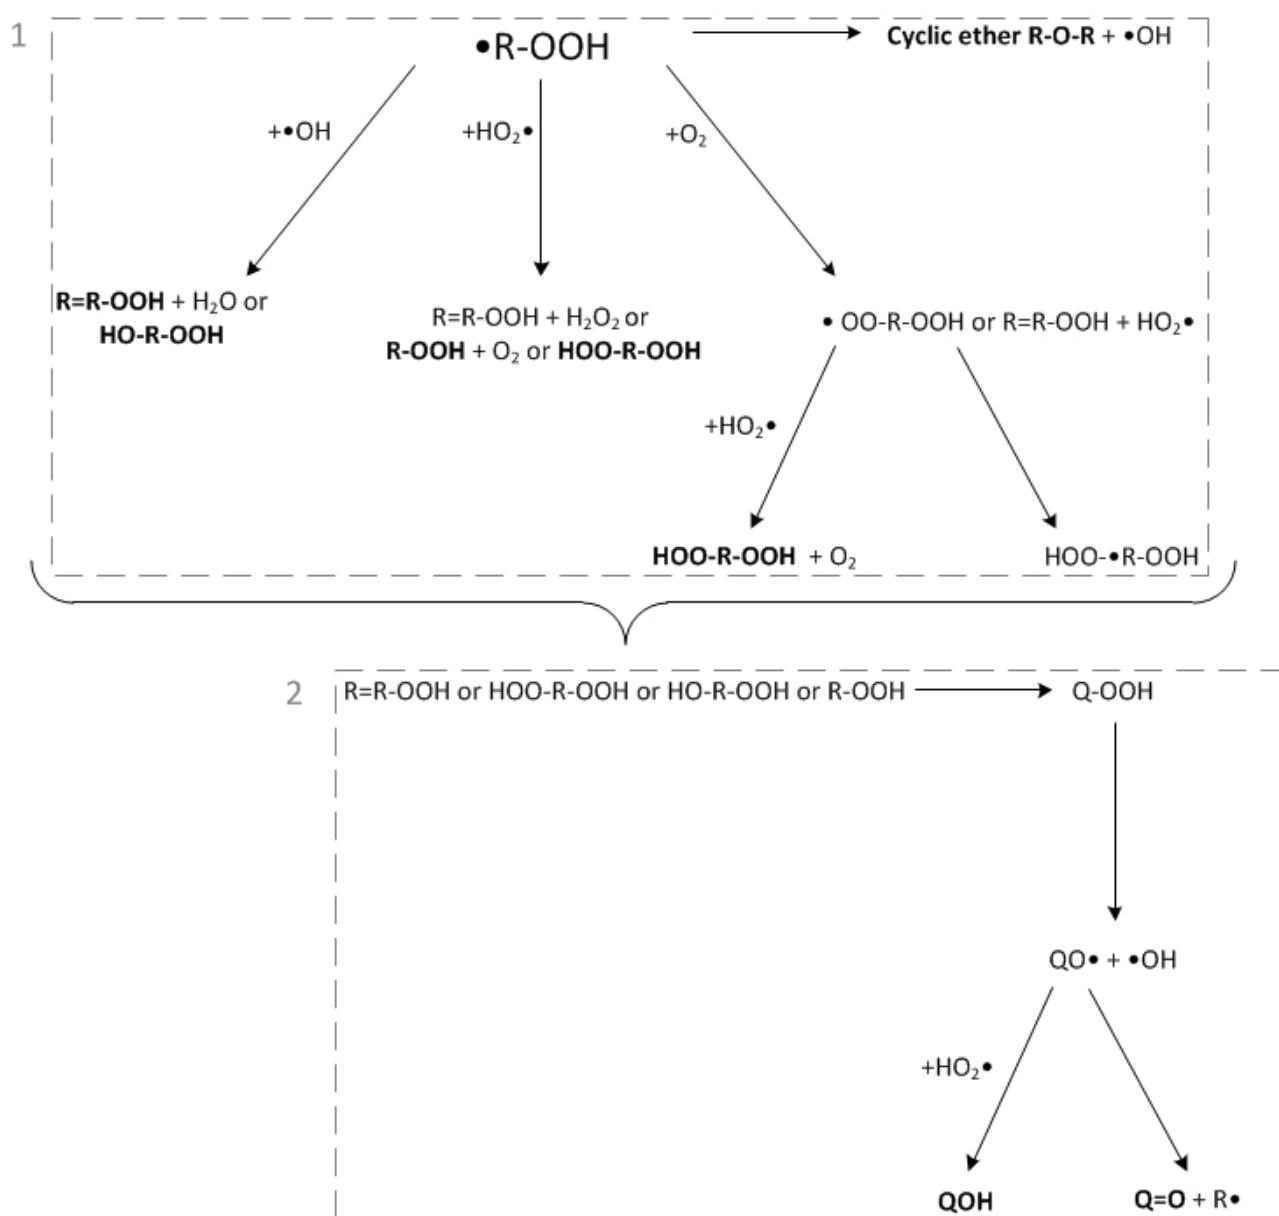 1
•R-OOH
Cyclic ether R-O-R + •OH
+•OH
+HO₂•
+O₂
R=R-OOH + H₂O or
HO-R-OOH
R=R-OOH + H₂O₂ or
R-OOH + O₂ or HOO-R-OOH
• OO-R-OOH or R=R-OOH + HO₂•
+HO₂•
HOO-R-OOH + O₂
HOO-•R-OOH
2
R=R-OOH or HOO-R-OOH or HO-R-OOH or R-OOH
Q-OOH
QO• + •OH
+HO₂•
QOH
Q=O + R•